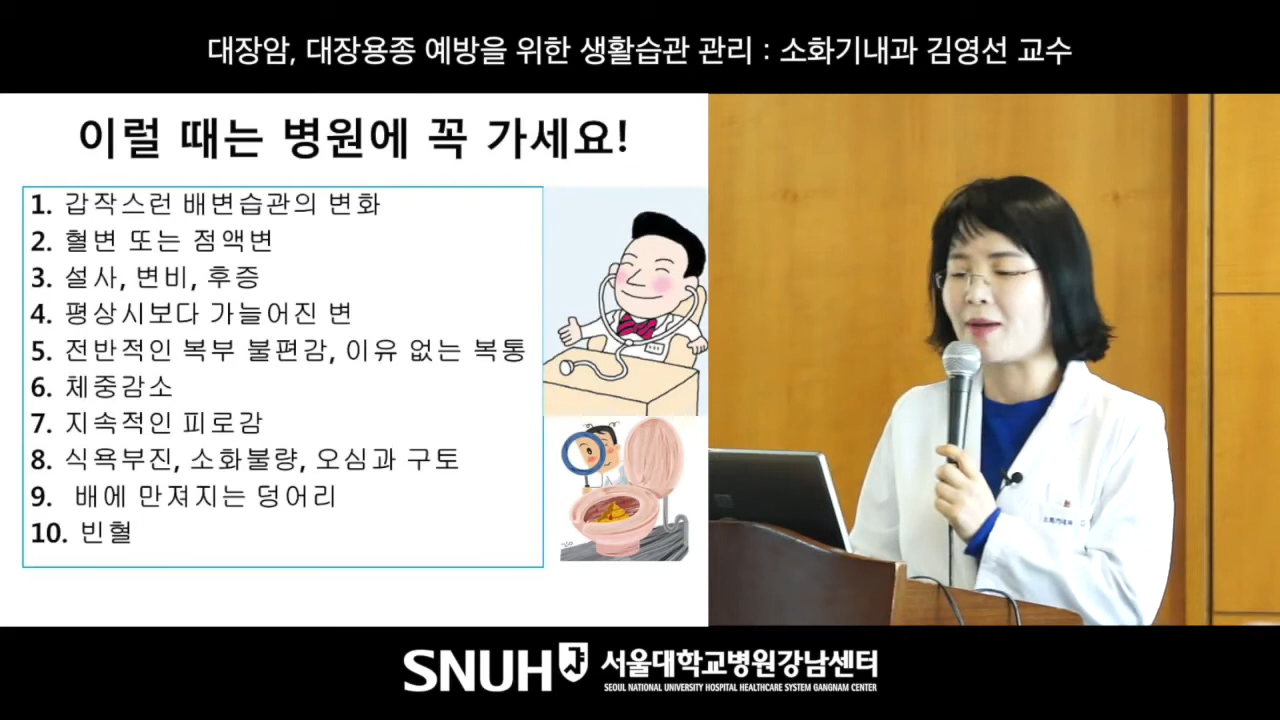 대장암, 대장용종 예방을 위한 생활습관 관리 : 소화기내과 김영선 교수
이럴 때는 병원에 꼭 가세요!
1. 갑작스런 배변습관의 변화
2. 혈변 또는 점액변
3. 설사, 변비, 후증
4. 평상시보다 가늘어진 변
5. 전반적인 복부 불편감, 이유 없는 복통
6. 체중감소
7. 지속적인 피로감
8. 식욕부진, 소화불량, 오심과 구토
9. 배에 만져지는 덩어리
10. 빈혈
SNUH 서울대학교병원강남센터
SEOUL NATIONAL UNIVERSITY HOSPITAL HEALTHCARE SYSTEM GANGNAM CENTER